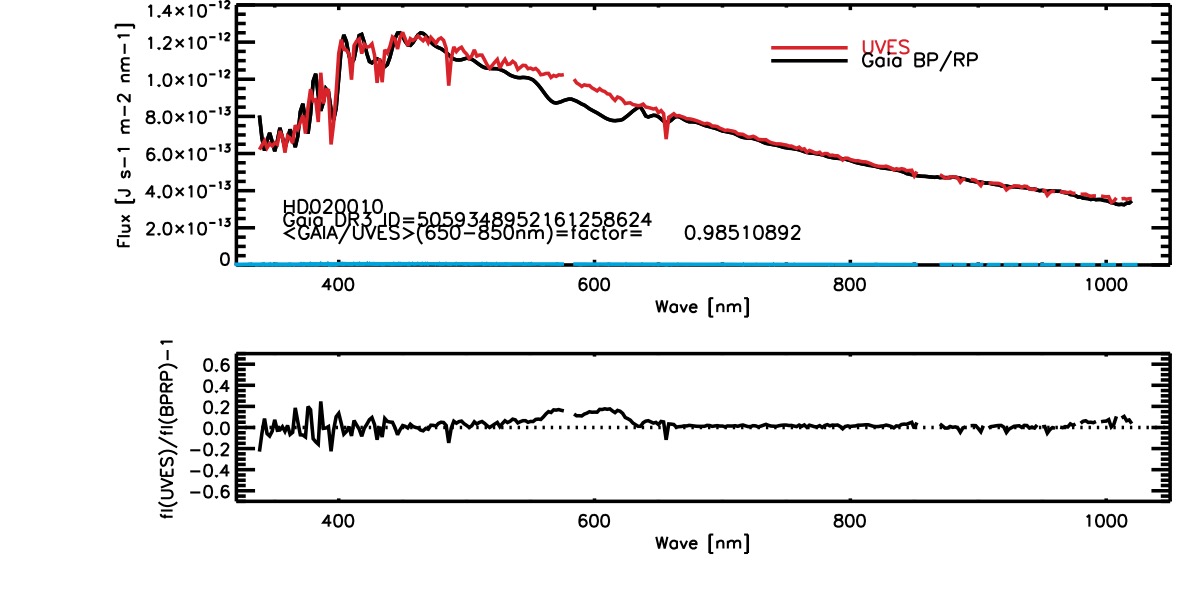 1.4×10−12
1.2×10−12
1.0×10−12
8.0×10−13
6.0×10−13
4.0×10−13
2.0×10−13
0
Flux [J s−1 m−2 nm−1]
UVES
Gaia BP/RP
HD020010
Gaia DR3 ID=5059348952161258624
<GAIA/UVES>(650−850nm)=factor= 0.98510892
400 600 800 1000
Wave [nm]
fl(UVES)/fl(BPRP)−1
0.6
0.4
0.2
0.0
−0.2
−0.4
−0.6
400 600 800 1000
Wave [nm]